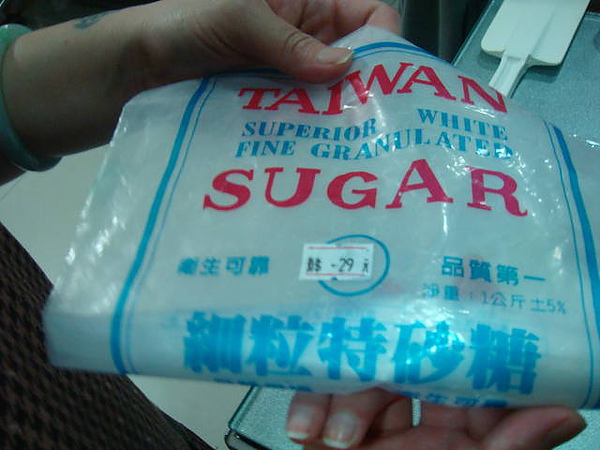 TAIWAN
SUPERIOR WHITE
FINE GRANULATED
SUGAR
衛生可靠
-29
品質第一
淨重:1公斤±5%
細粒特砂糖